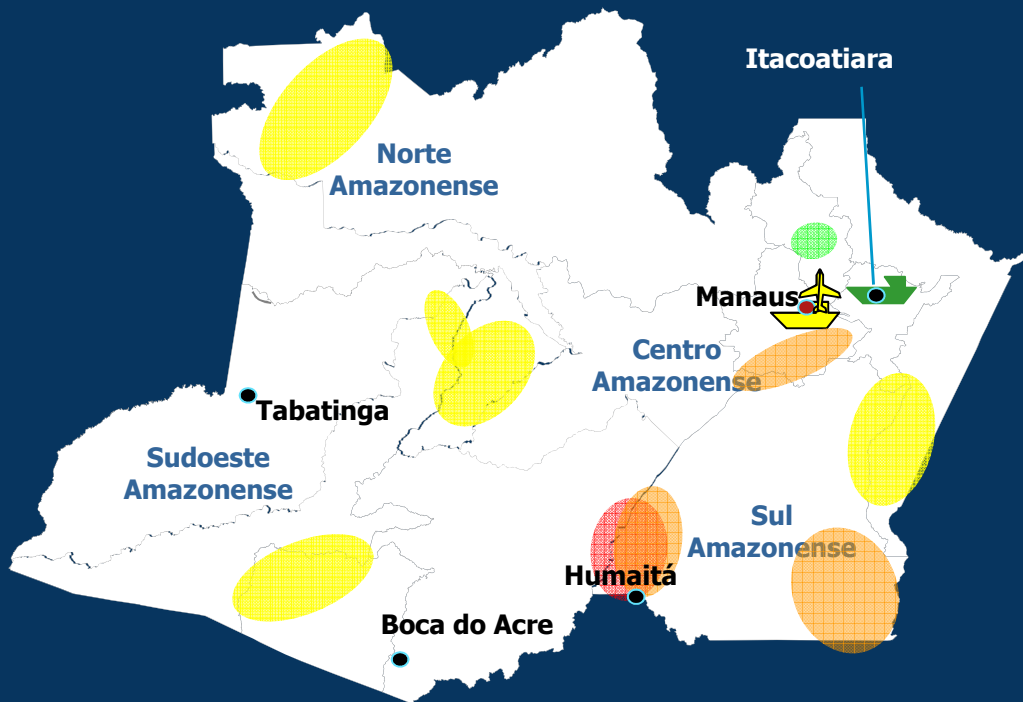 Itacoatiara
Norte
Amazonense
Manaus
Centro
Amazonense
Tabatinga
Sudoeste
Amazonense
Sul
Amazonense
Humaitá
Boca do Acre